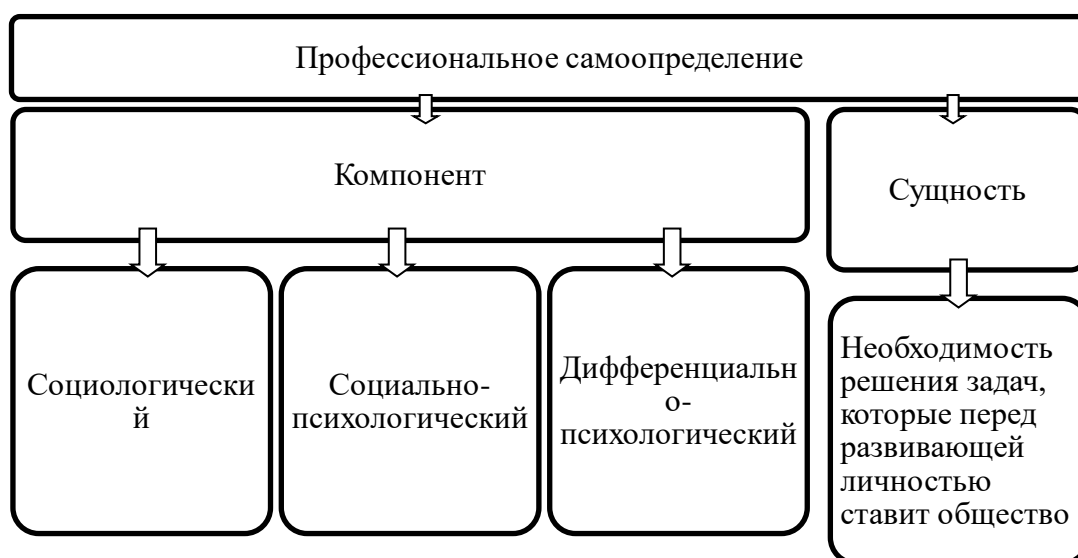 Профессиональное самоопределение
Компонент
Сущность
Социологически
й
Социально-
психологический
Дифференциальн
о-
психологический
Необходимость
решения задач,
которые перед
развивающей
личностью
ставит общество